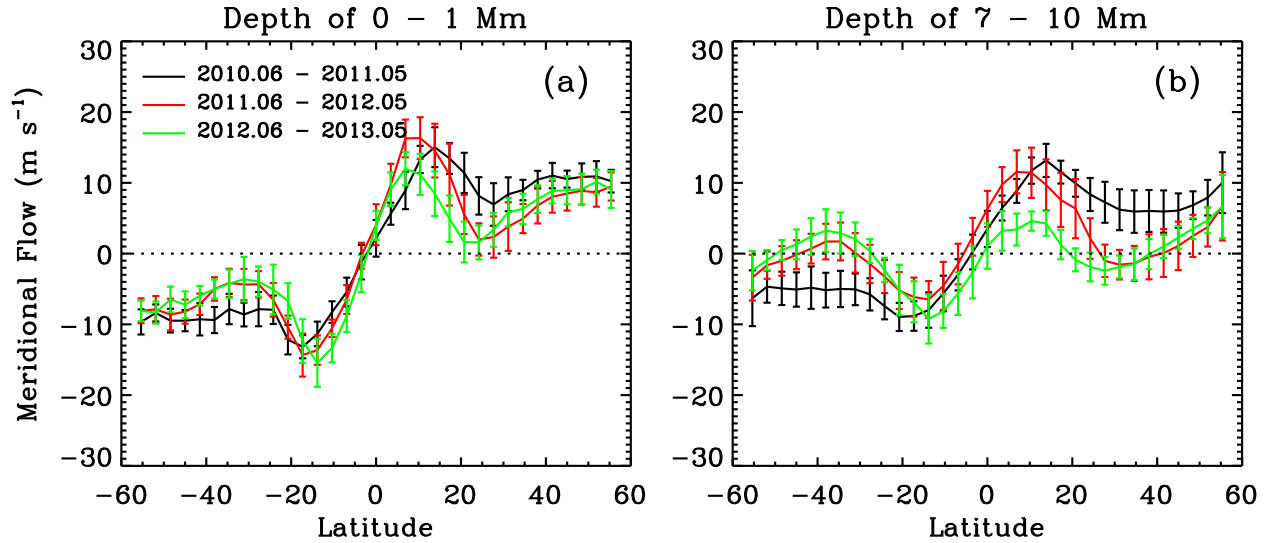 Depth of 0 – 1 Mm
Depth of 7 – 10 Mm
Meridional Flow (m s⁻¹)
30
20
10
0
−10
−20
−30
2010.06 – 2011.05
2011.06 – 2012.05
2012.06 – 2013.05
(a)
−60 −40 −20 0 20 40 60
Latitude
30
20
10
0
−10
−20
−30
(b)
−60 −40 −20 0 20 40 60
Latitude